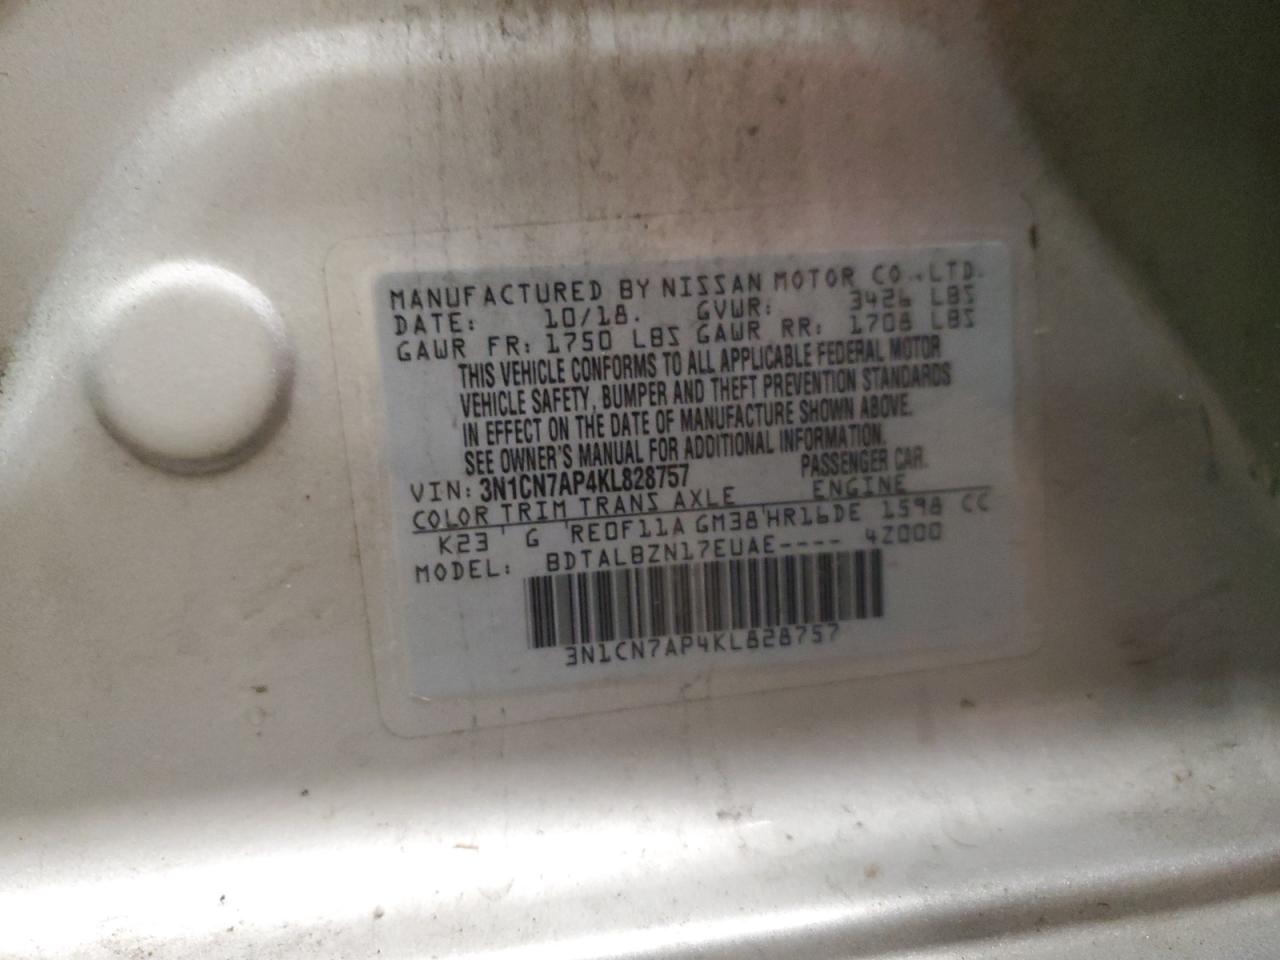 MANUFACTURED BY NISSAN MOTOR CO.,LTD.
DATE: 10/18. GVWR: 3426 LBS
GAWR FR: 1750 LBS GAWR RR: 1708 LBS
THIS VEHICLE CONFORMS TO ALL APPLICABLE FEDERAL MOTOR
VEHICLE SAFETY, BUMPER AND THEFT PREVENTION STANDARDS
IN EFFECT ON THE DATE OF MANUFACTURE SHOWN ABOVE.
SEE OWNER'S MANUAL FOR ADDITIONAL INFORMATION.
VIN: 3N1CN7AP4KL828757 PASSENGER CAR.
COLOR TRIM TRANS AXLE ENGINE
K23 G RE0F11A GM38 HR16DE 1598 CC
MODEL: BDTALBZN17EUAE---- 4Z000
3N1CN7AP4KL828757